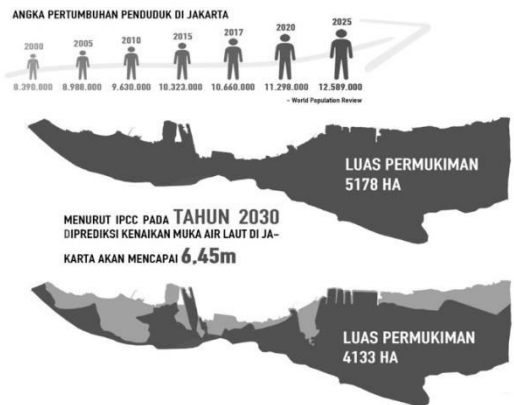 ANGKA PERTUMBUHAN PENDUDUK DI JAKARTA
2000 2005 2010 2015 2017 2020 2025
8.390.000 8.988.000 9.630.000 10.323.000 10.660.000 11.298.000 12.589.000
– World Population Review
LUAS PERMUKIMAN
5178 HA
MENURUT IPCC PADA TAHUN 2030
DIPREDIKSI KENAIKAN MUKA AIR LAUT DI JA-
KARTA AKAN MENCAPAI 6,45m
LUAS PERMUKIMAN
4133 HA